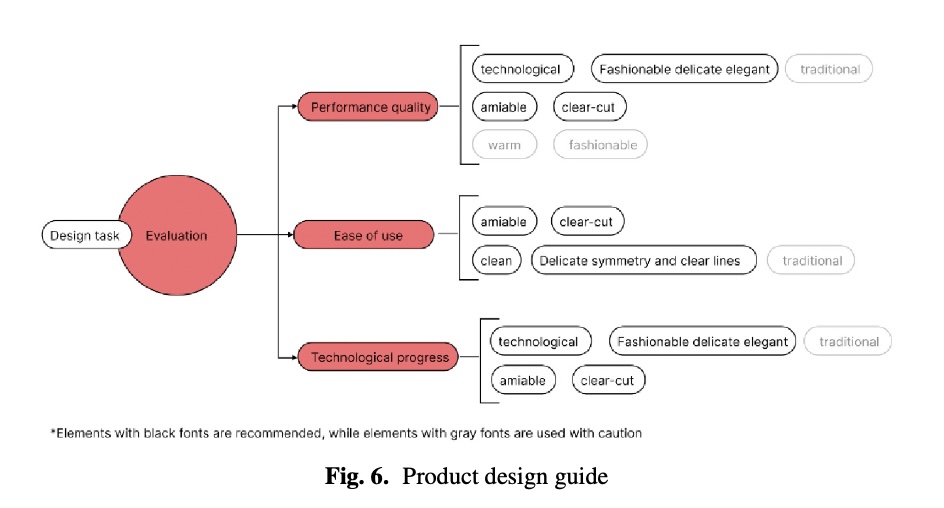 technological Fashionable delicate elegant traditional
Performance quality amiable clear-cut
warm fashionable
Design task Evaluation Ease of use amiable clear-cut
clean Delicate symmetry and clear lines traditional
Technological progress technological Fashionable delicate elegant traditional
amiable clear-cut
*Elements with black fonts are recommended, while elements with gray fonts are used with caution
Fig. 6. Product design guide